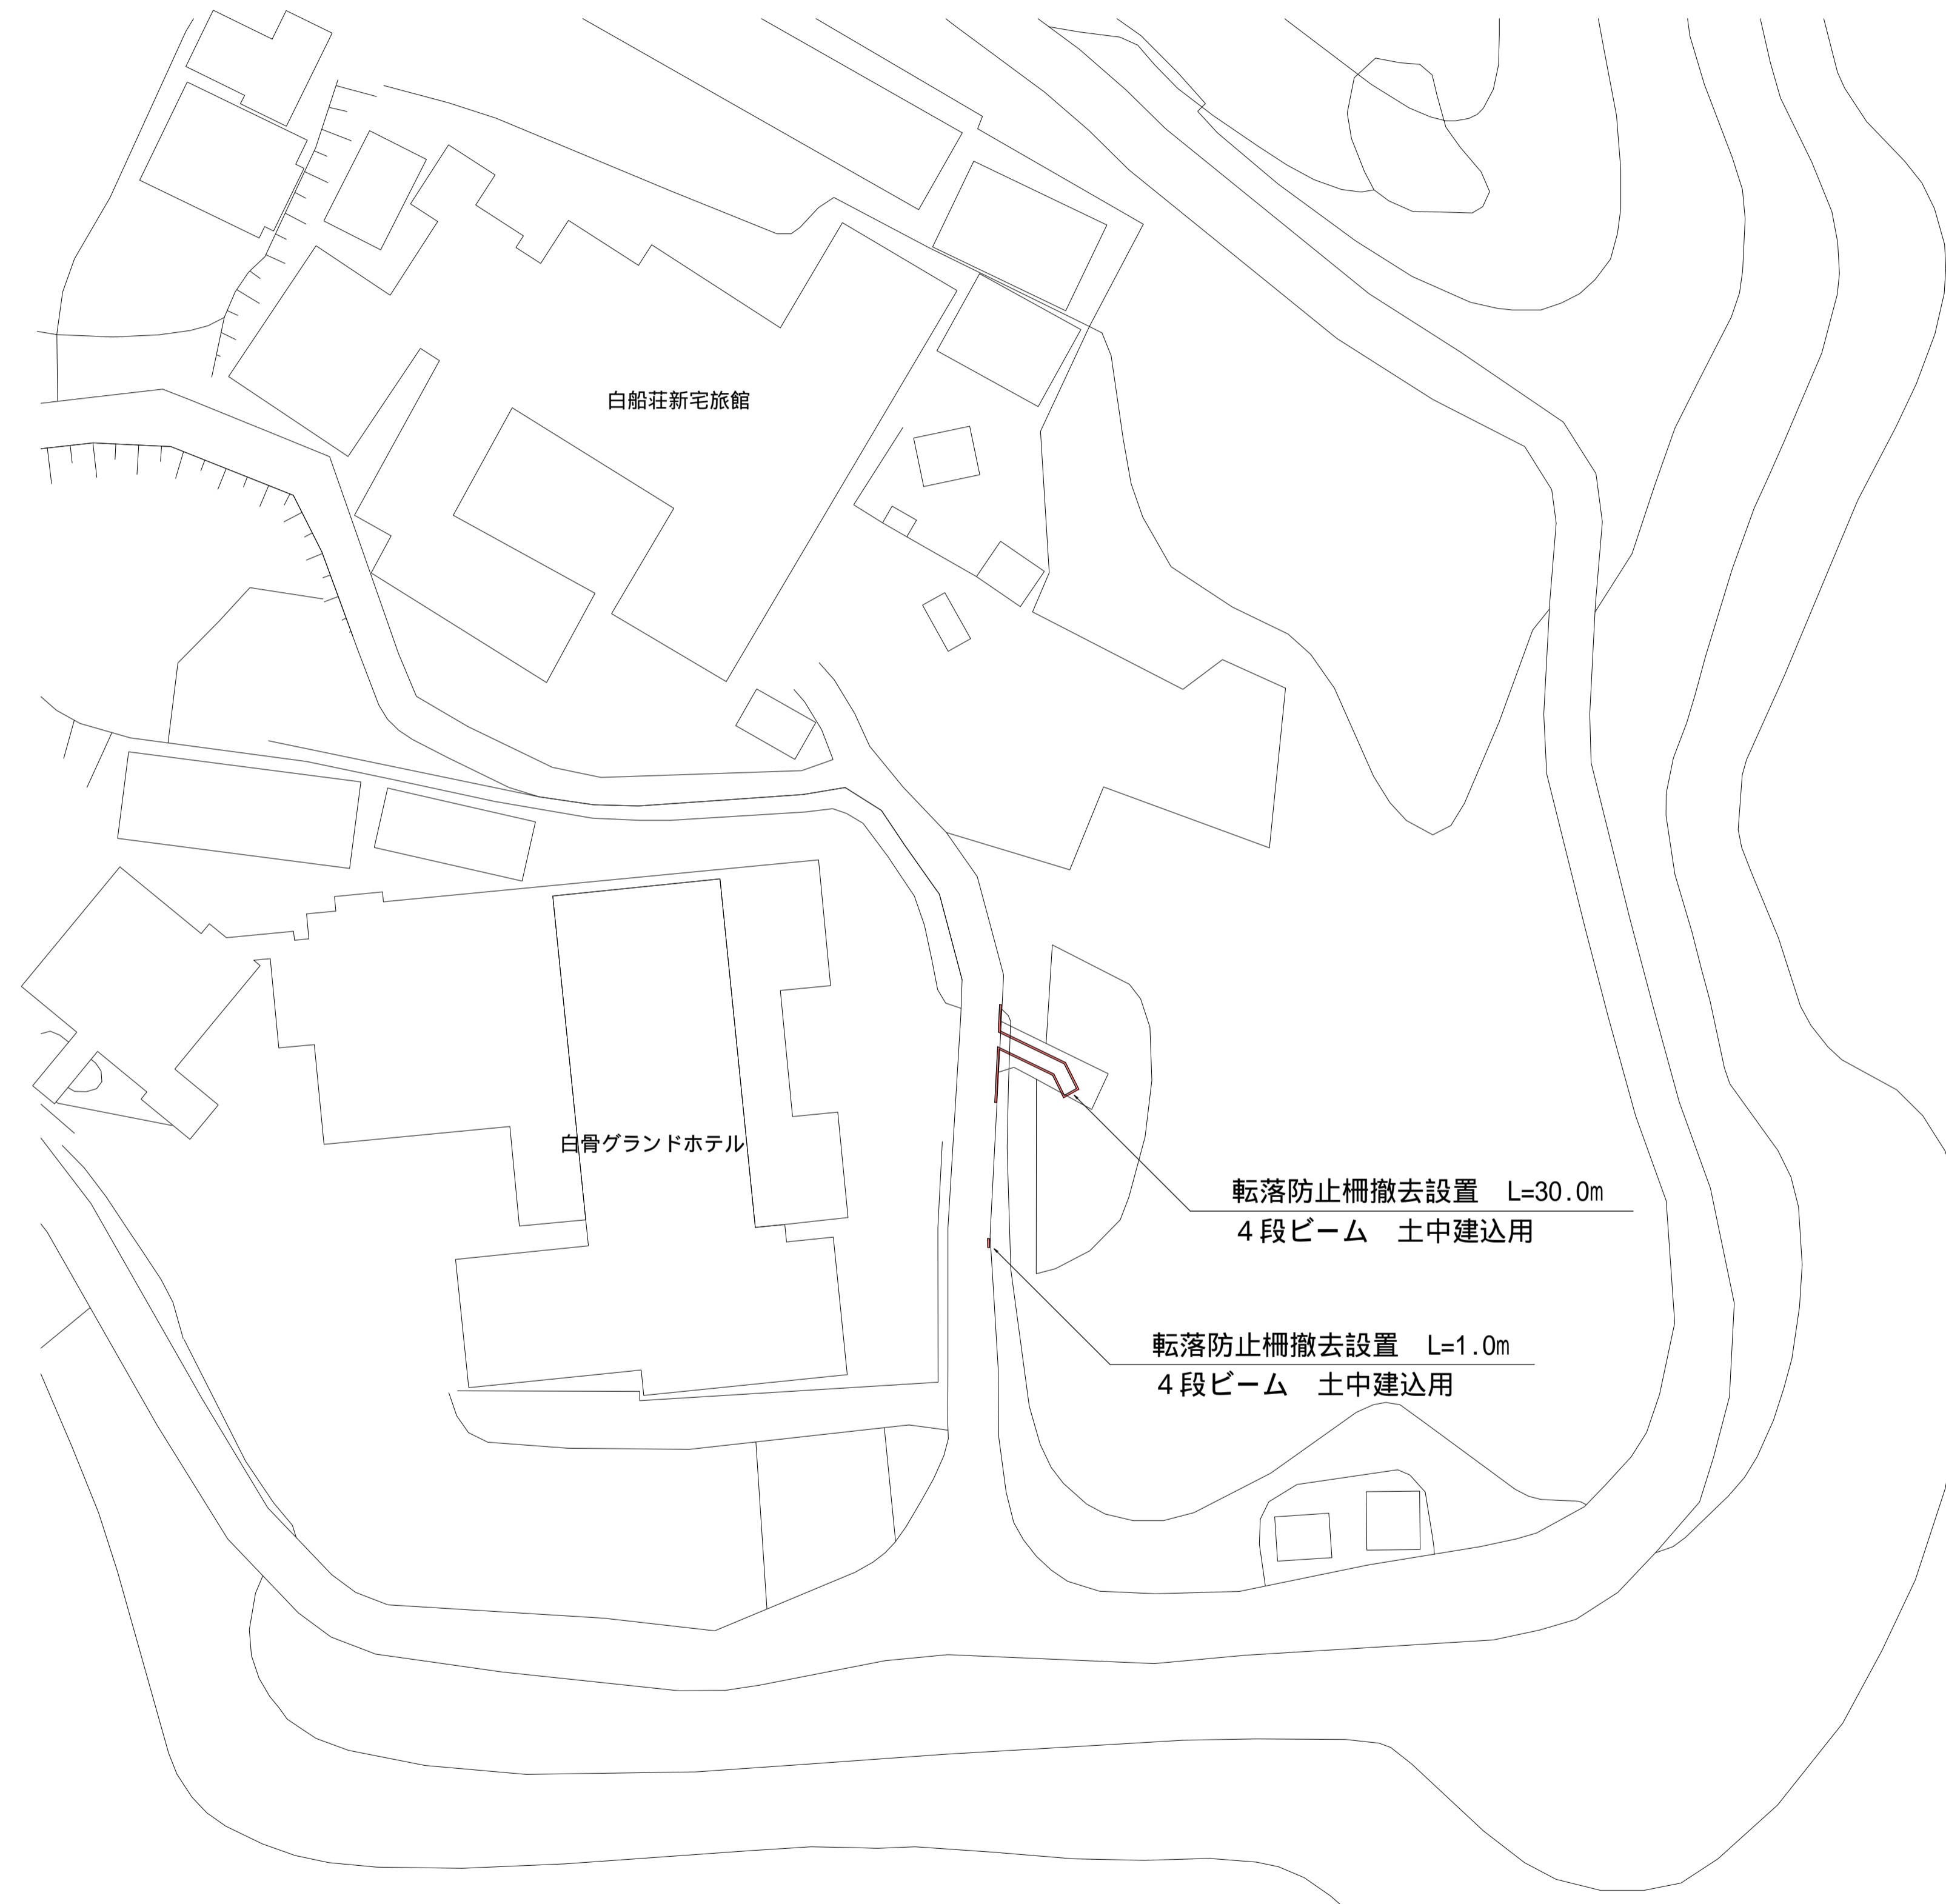 白船荘新宅旅館
白骨グランドホテル
転落防止柵撤去設置　L=30.0m
４段ビーム　土中建込用
転落防止柵撤去設置　L=1.0m
４段ビーム　土中建込用